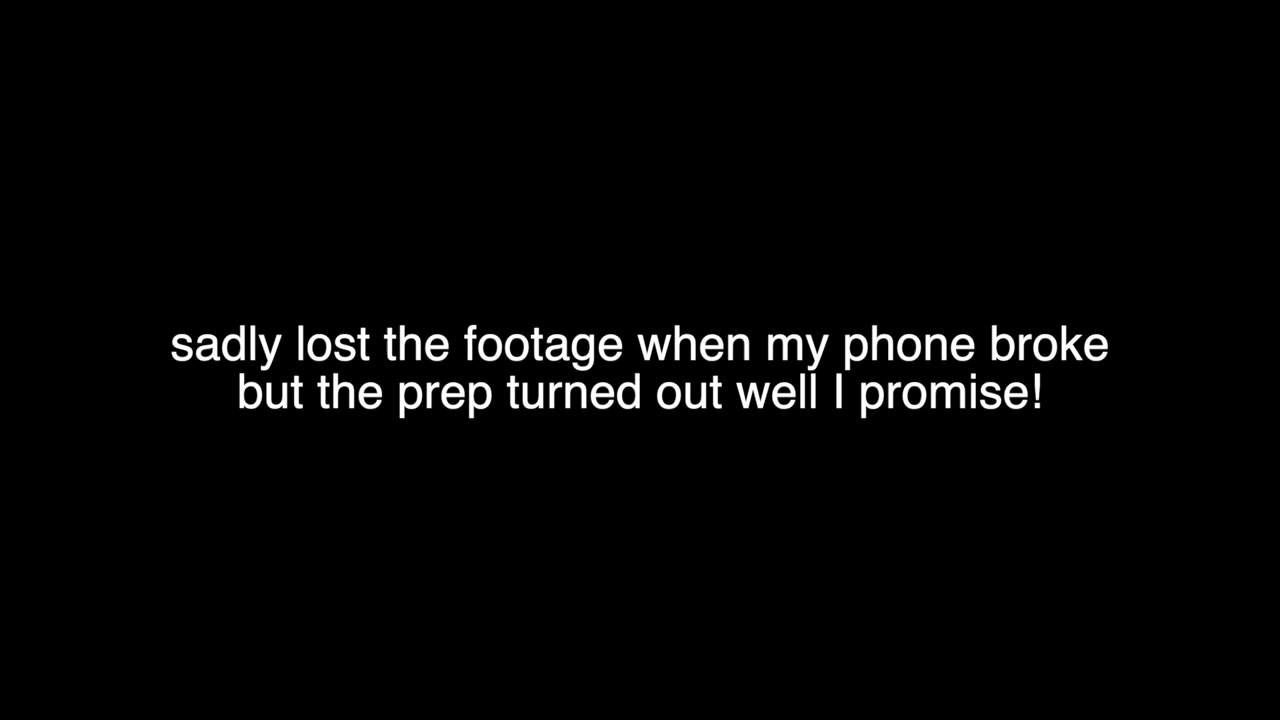 sadly lost the footage when my phone broke
but the prep turned out well I promise!